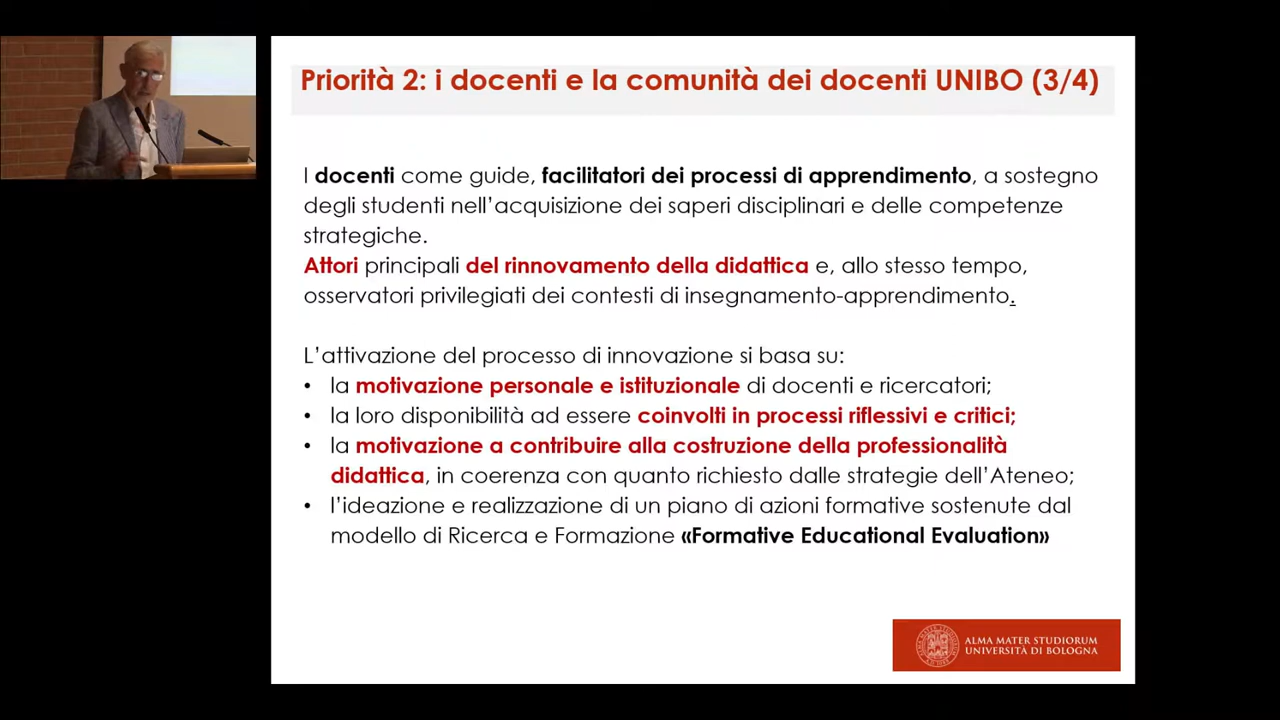 Priorità 2: i docenti e la comunità dei docenti UNIBO (3/4)
I docenti come guide, facilitatori dei processi di apprendimento, a sostegno
degli studenti nell'acquisizione dei saperi disciplinari e delle competenze
strategiche.
Attori principali del rinnovamento della didattica e, allo stesso tempo,
osservatori privilegiati dei contesti di insegnamento-apprendimento.
L'attivazione del processo di innovazione si basa su:
• la motivazione personale e istituzionale di docenti e ricercatori;
• la loro disponibilità ad essere coinvolti in processi riflessivi e critici;
• la motivazione a contribuire alla costruzione della professionalità
didattica, in coerenza con quanto richiesto dalle strategie dell'Ateneo;
• l'ideazione e realizzazione di un piano di azioni formative sostenute dal
modello di Ricerca e Formazione «Formative Educational Evaluation»
ALMA MATER STUDIORUM
UNIVERSITÀ DI BOLOGNA